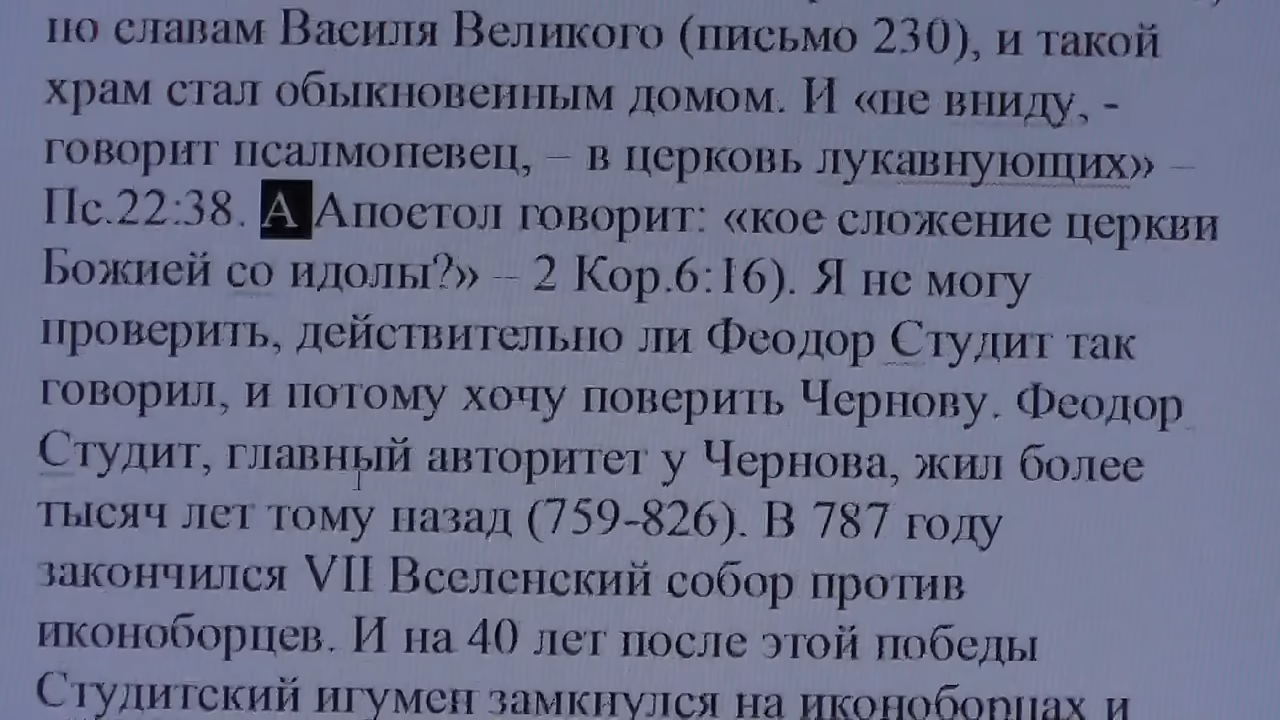 по славам Василя Великого (письмо 230), и такой
храм стал обыкновенным домом. И «не вниду, -
говорит псалмопевец, – в церковь лукавнующих» –
Пс.22:38. А Апоетол говорит: «кое сложение церкви
Божией со идолы?» – 2 Кор.6:16). Я не могу
проверить, действительно ли Феодор Студит так
говорил, и потому хочу поверить Чернову. Феодор
Студит, главный авторитет у Чернова, жил более
тысяч лет тому назад (759-826). В 787 году
закончился VII Вселенский собор против
иконоборцев. И на 40 лет после этой победы
Студитский игумен замкнулся на иконоборцах и